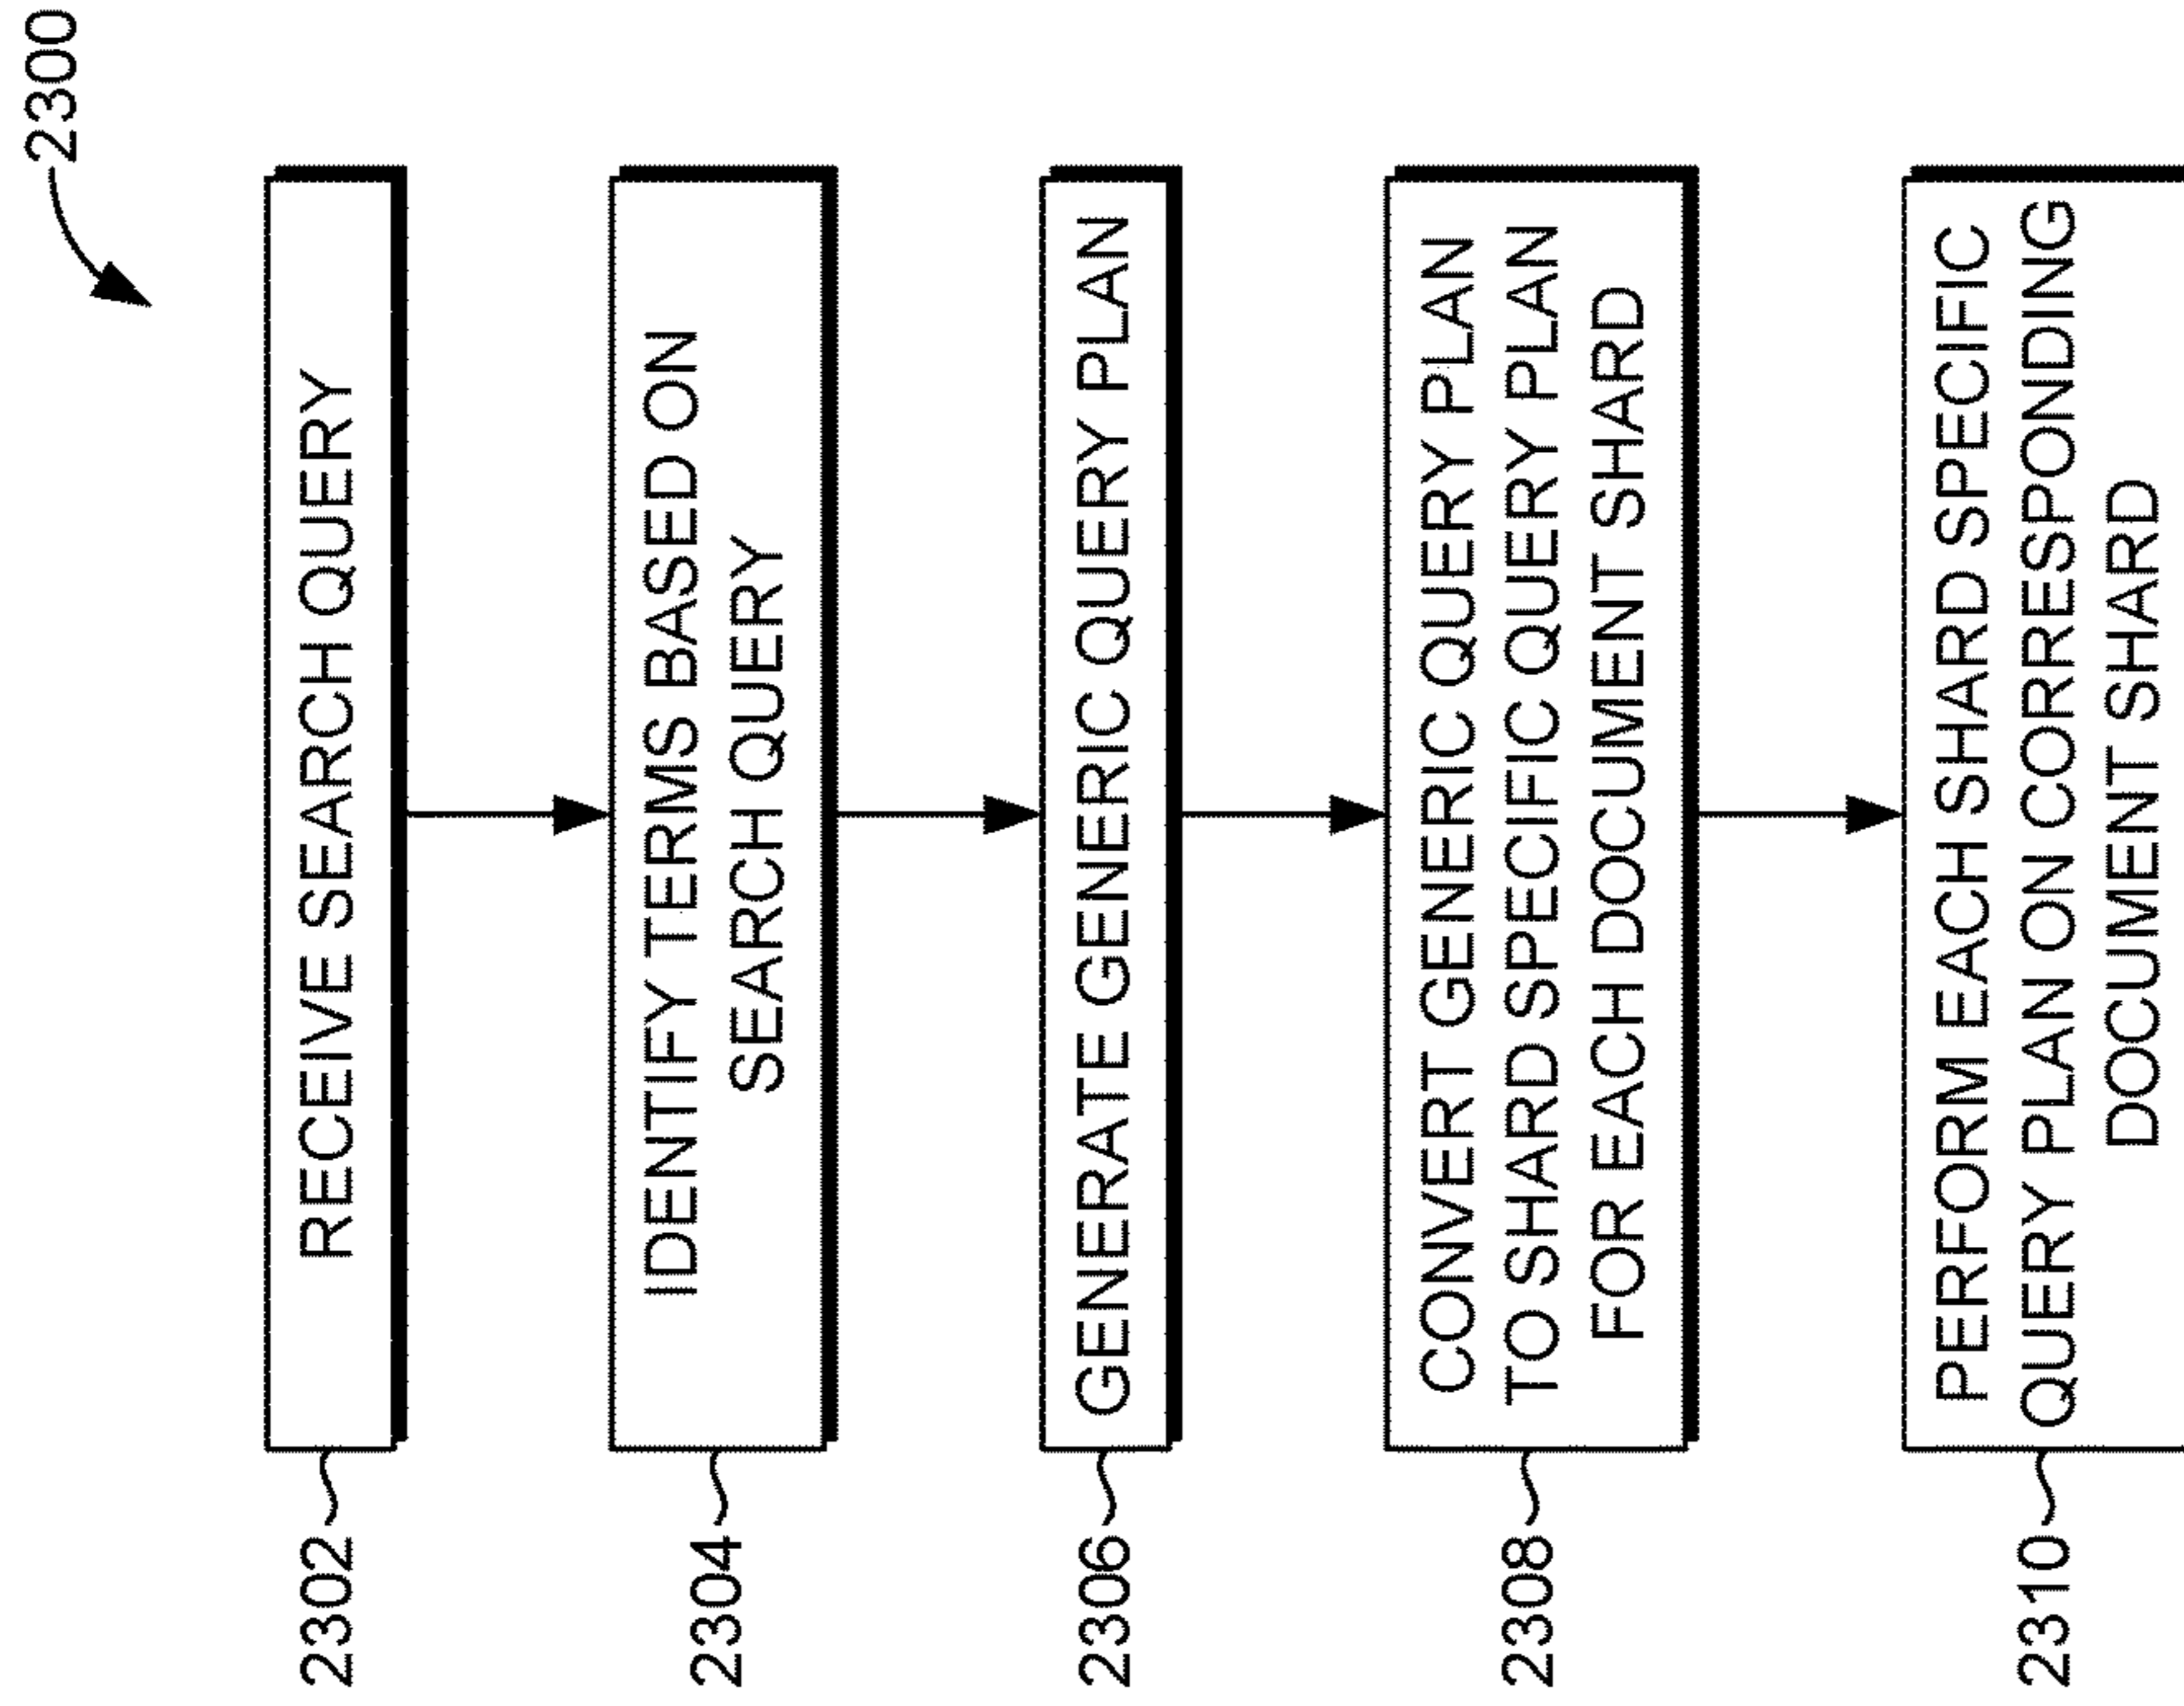 2300
2302
RECEIVE SEARCH QUERY
2304
IDENTIFY TERMS BASED ON
SEARCH QUERY
2306
GENERATE GENERIC QUERY PLAN
2308
CONVERT GENERIC QUERY PLAN
TO SHARD SPECIFIC QUERY PLAN
FOR EACH DOCUMENT SHARD
2310
PERFORM EACH SHARD SPECIFIC
QUERY PLAN ON CORRESPONDING
DOCUMENT SHARD